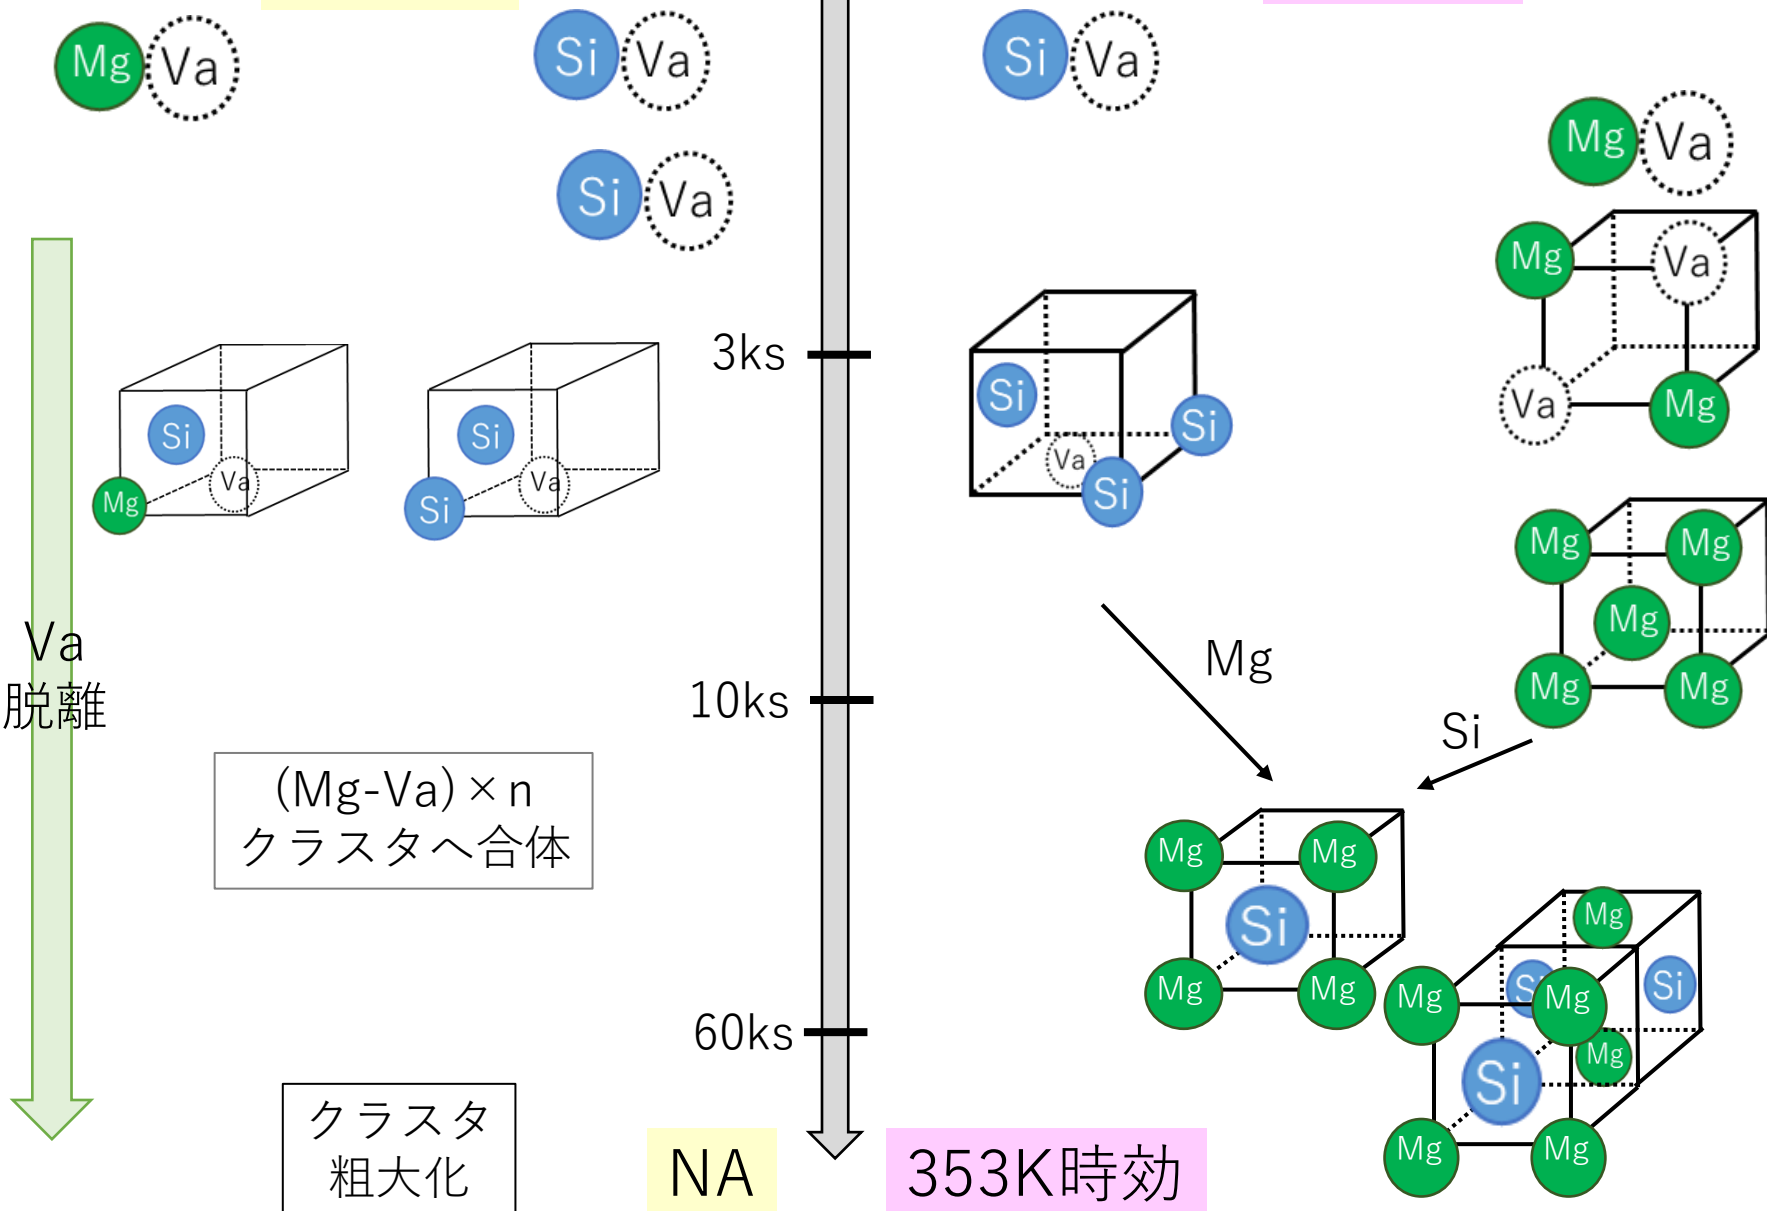 Mg Va
Si Va
Si Va
Si Va
Mg Va
Mg Va
Va Mg
3ks
Si
Mg Va
Si
Si Va
Si
Va Si
Si
Mg Mg
Mg
Mg Mg
Va
脱離
10ks
Mg
Si
(Mg-Va)×n
クラスタへ合体
Mg Mg
Si
Mg Mg
Mg
Si Si
Mg Mg
Mg
Si
Mg Mg
60ks
クラスタ
粗大化
NA
353K時効